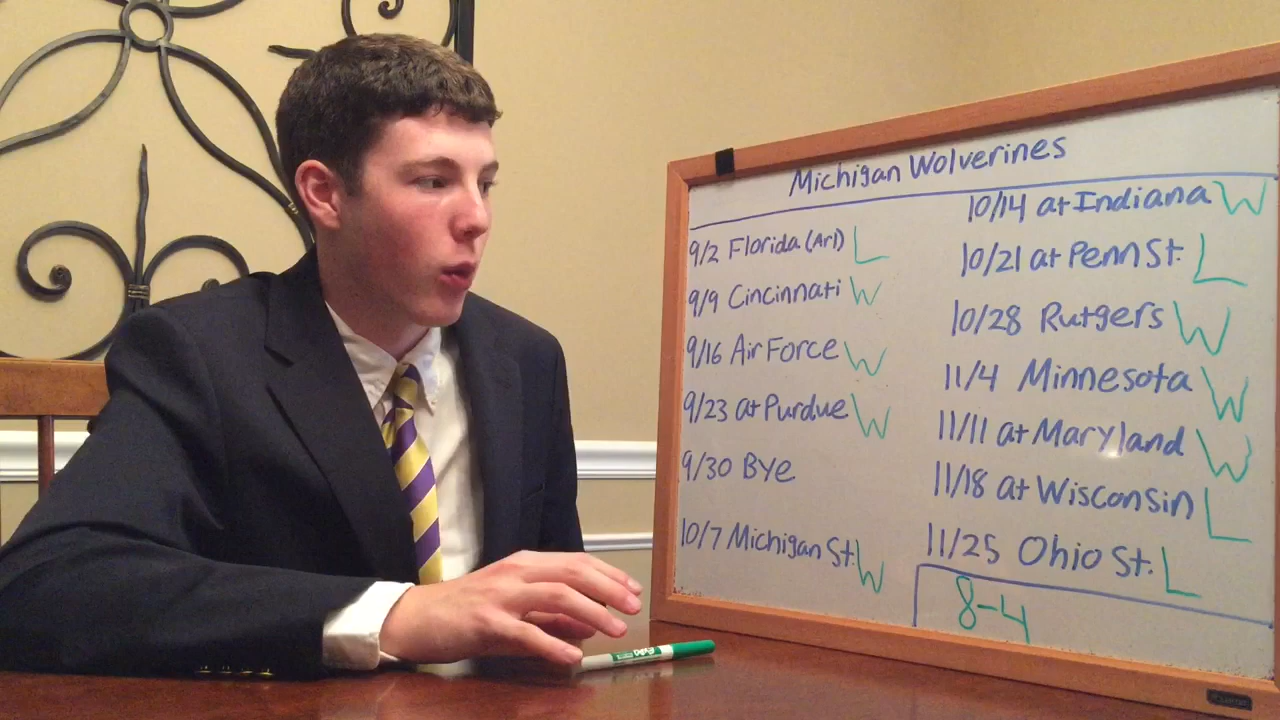 Michigan Wolverines
9/2 Florida (Arl) L
9/9 Cincinnati W
9/16 Air Force W
9/23 at Purdue W
9/30 Bye
10/7 Michigan St. W
10/14 at Indiana W
10/21 at Penn St. L
10/28 Rutgers W
11/4 Minnesota W
11/11 at Maryland W
11/18 at Wisconsin L
11/25 Ohio St. L
8-4
EXPO